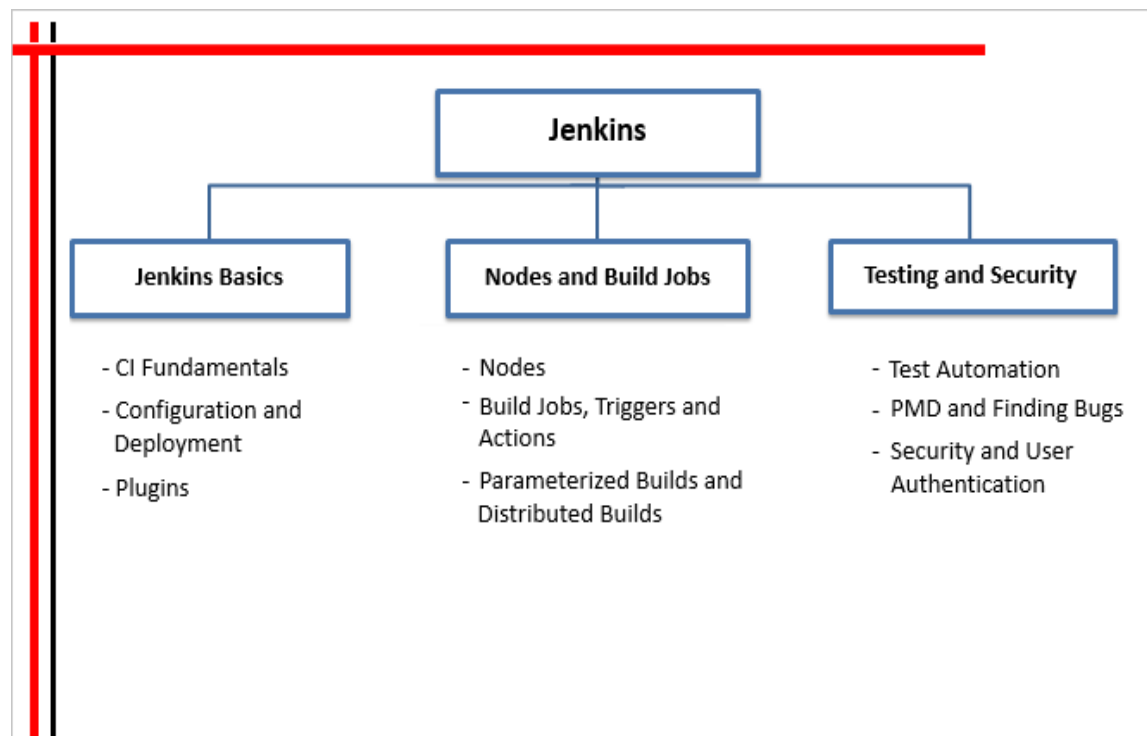 Jenkins
Jenkins Basics
- CI Fundamentals
- Configuration and
Deployment
- Plugins
Nodes and Build Jobs
- Nodes
- Build Jobs, Triggers and
Actions
- Parameterized Builds and
Distributed Builds
Testing and Security
- Test Automation
- PMD and Finding Bugs
- Security and User
Authentication